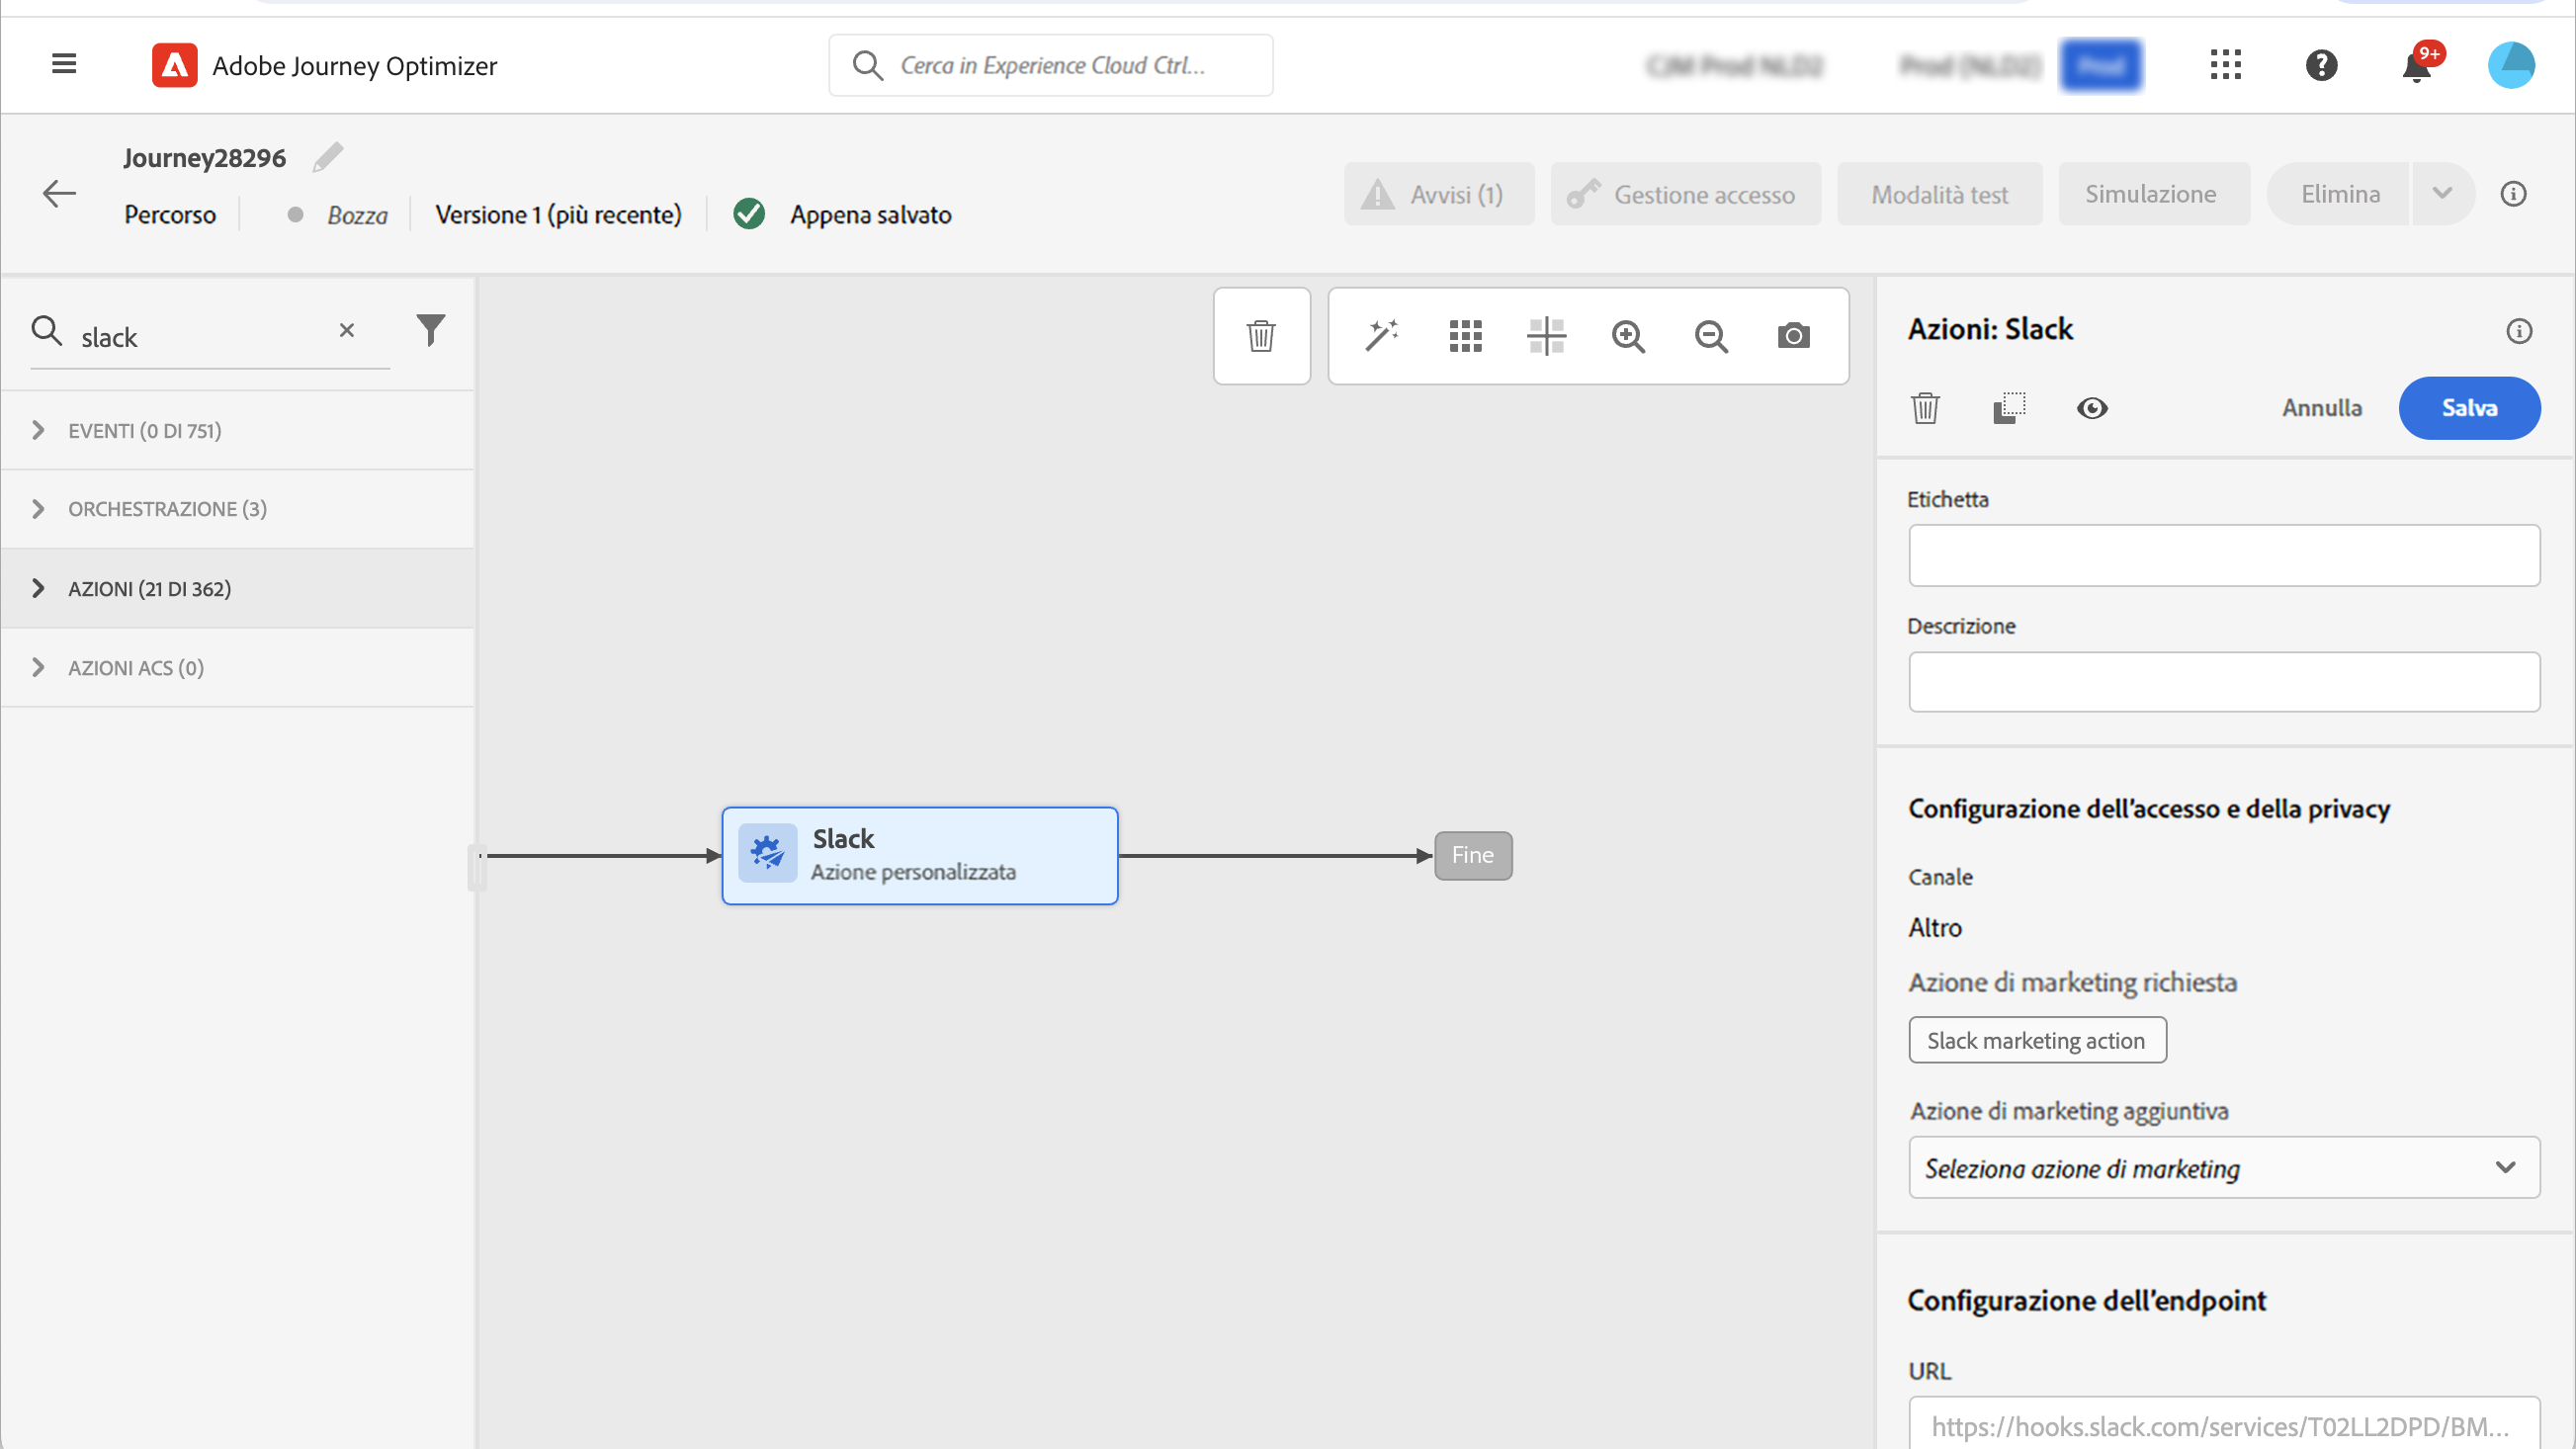 Adobe Journey Optimizer
Cerca in Experience Cloud Ctrl...
9+
Journey28296
Percorso
Bozza
Versione 1 (più recente)
Appena salvato
Avvisi (1)
Gestione accesso
Modalità test
Simulazione
Elimina
slack
EVENTI (0 DI 751)
ORCHESTRAZIONE (3)
AZIONI (21 DI 362)
AZIONI ACS (0)
Slack
Azione personalizzata
Fine
Azioni: Slack
Annulla
Salva
Etichetta
Descrizione
Configurazione dell’accesso e della privacy
Canale
Altro
Azione di marketing richiesta
Slack marketing action
Azione di marketing aggiuntiva
Seleziona azione di marketing
Configurazione dell’endpoint
URL
https://hooks.slack.com/services/T02LL2DPD/BM...